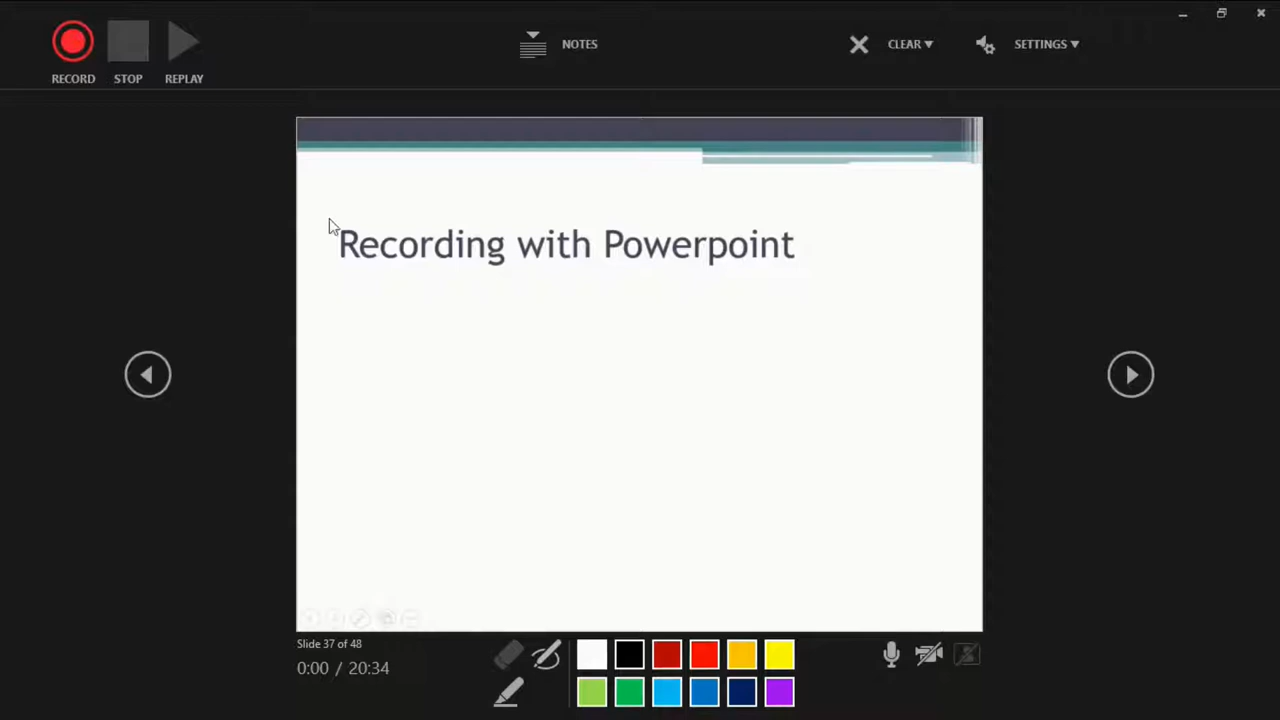 RECORD
STOP
REPLAY
NOTES
CLEAR
SETTINGS
Recording with Powerpoint
Slide 37 of 48
0:00 / 20:34